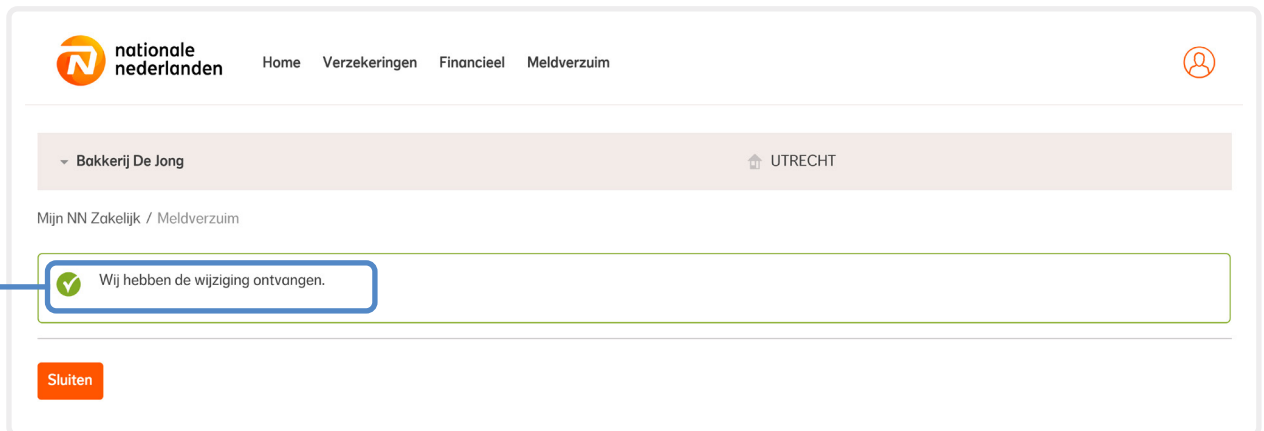 nationale
nederlanden
Home Verzekeringen Financieel Meldverzuim
Bakkerij De Jong UTRECHT
Mijn NN Zakelijk / Meldverzuim
Wij hebben de wijziging ontvangen.
Sluiten